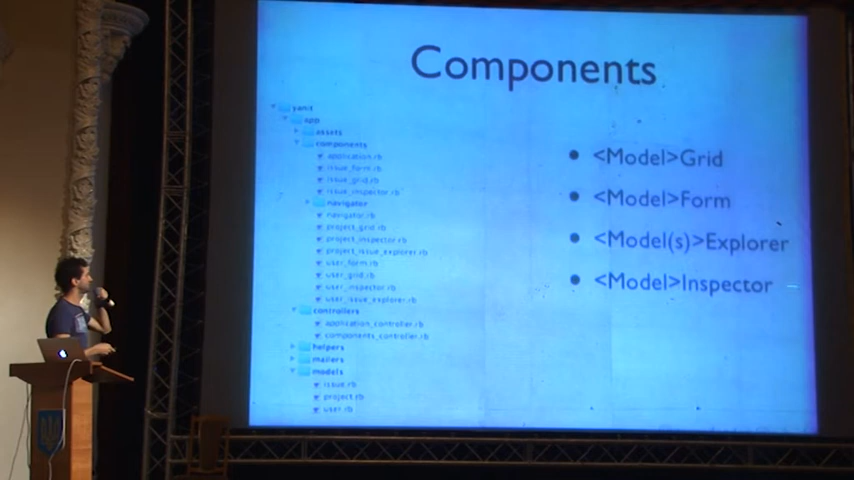 Components
yanit
app
assets
components
application.rb
issue_form.rb
issue_grid.rb
issue_inspector.rb
navigator
navigator.rb
project_grid.rb
project_inspector.rb
project_issue_explorer.rb
user_form.rb
user_grid.rb
user_inspector.rb
user_issue_explorer.rb
controllers
application_controller.rb
components_controller.rb
helpers
mailers
models
issue.rb
project.rb
user.rb
• <Model>Grid
• <Model>Form
• <Model(s)>Explorer
• <Model>Inspector